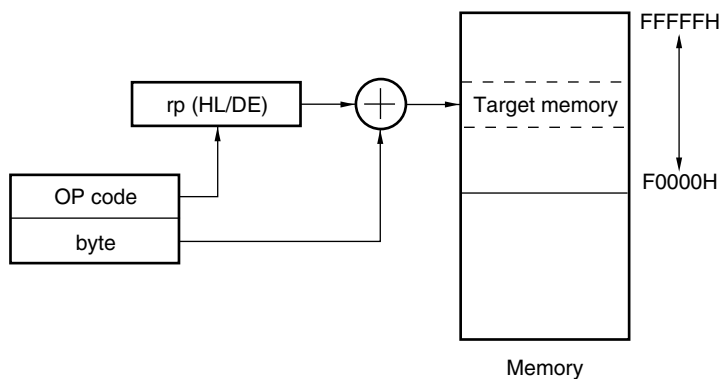 FFFFFH
rp (HL/DE)
Target memory
OP code
F0000H
byte
Memory